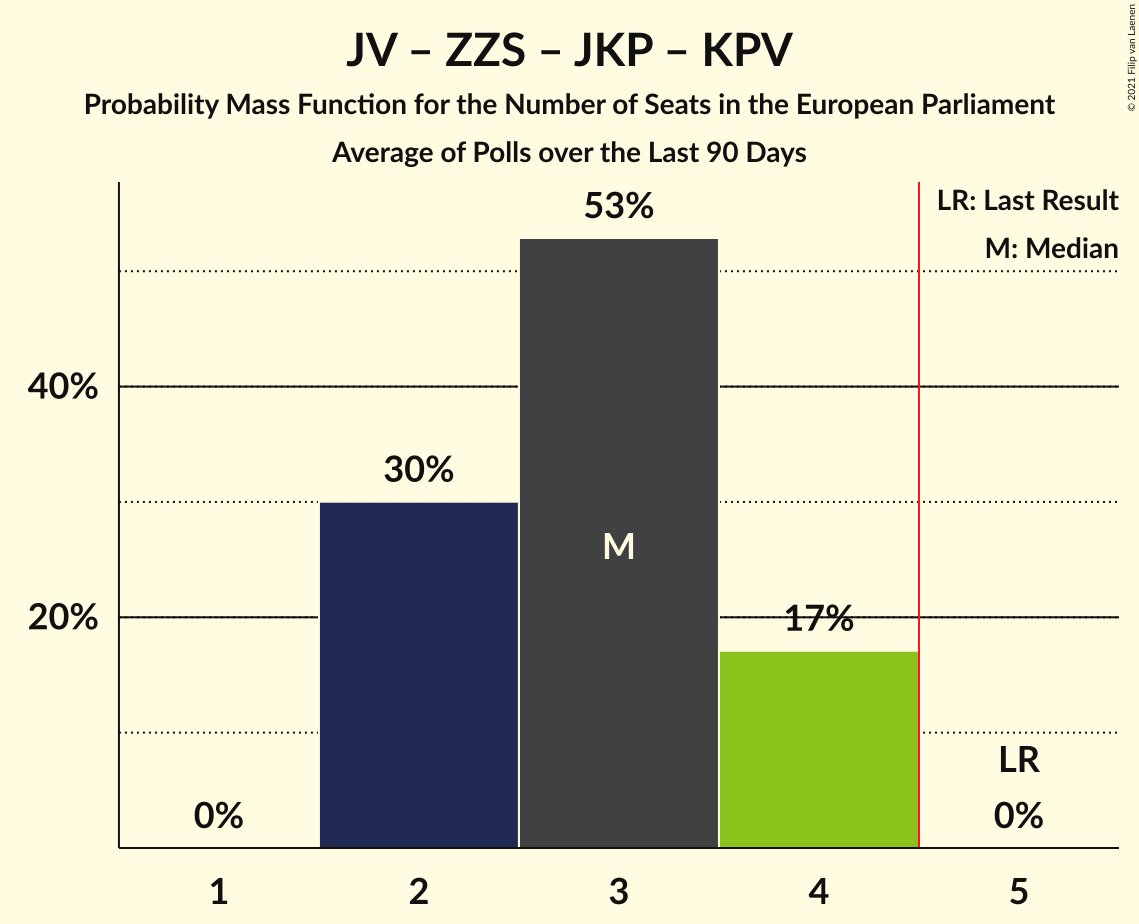 JV – ZZS – JKP – KPV
Probability Mass Function for the Number of Seats in the European Parliament
Average of Polls over the Last 90 Days
© 2021 Filip van Laenen
LR: Last Result
M: Median
53%
40%
30%
M
20%
17%
LR
0%
0%
1 2 3 4 5